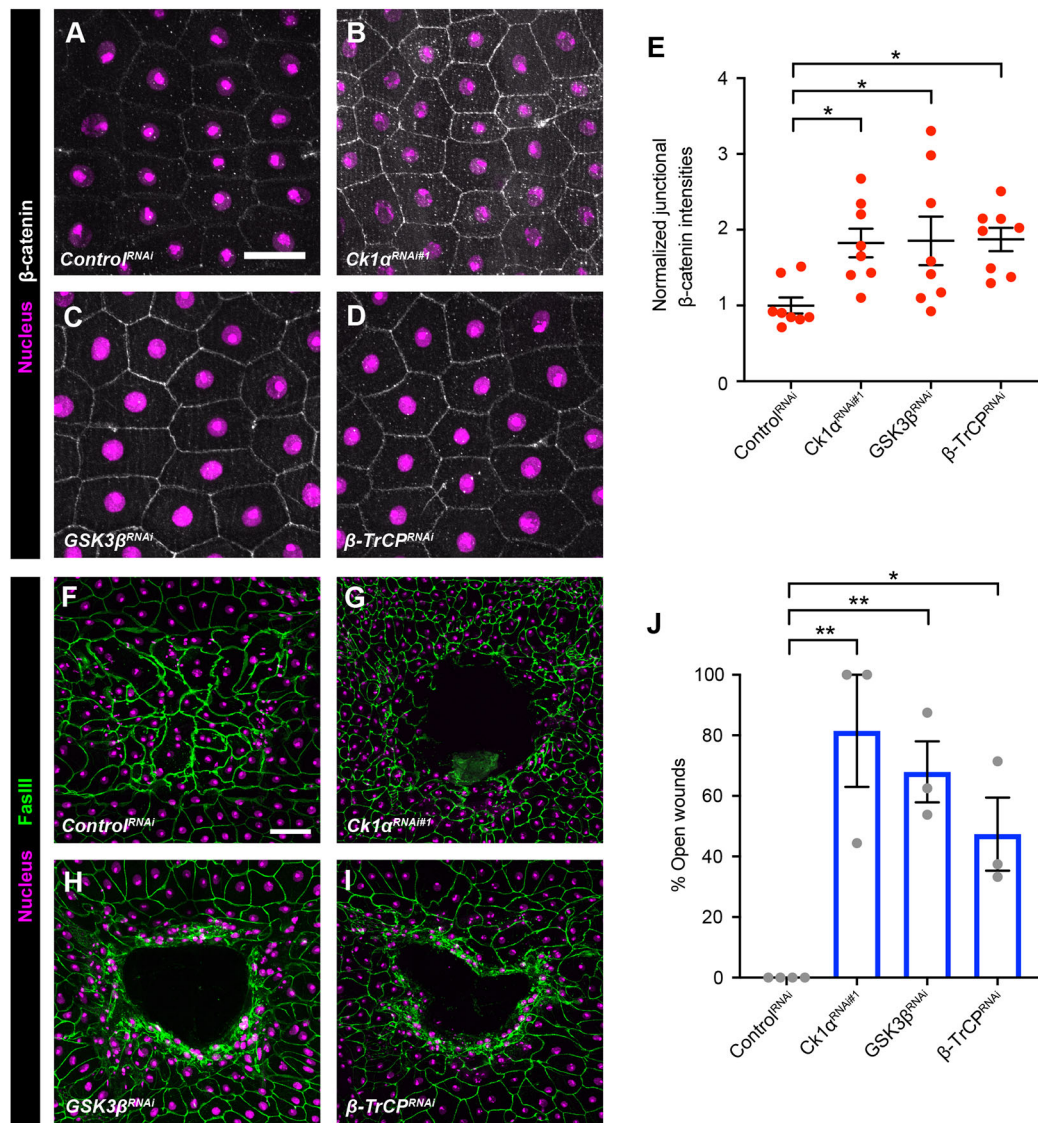 Nucleus β-catenin
A
Control^RNAi
B
Ck1α^RNAi#1
C
GSK3β^RNAi
D
β-TrCP^RNAi
E
Normalized junctional
β-catenin intensities
4
3
2
1
0
*
*
*
Control^RNAi
Ck1α^RNAi#1
GSK3β^RNAi
β-TrCP^RNAi
Nucleus FasIII
F
Control^RNAi
G
Ck1α^RNAi#1
H
GSK3β^RNAi
I
β-TrCP^RNAi
J
% Open wounds
100
80
60
40
20
0
*
**
**
Control^RNAi
Ck1α^RNAi#1
GSK3β^RNAi
β-TrCP^RNAi